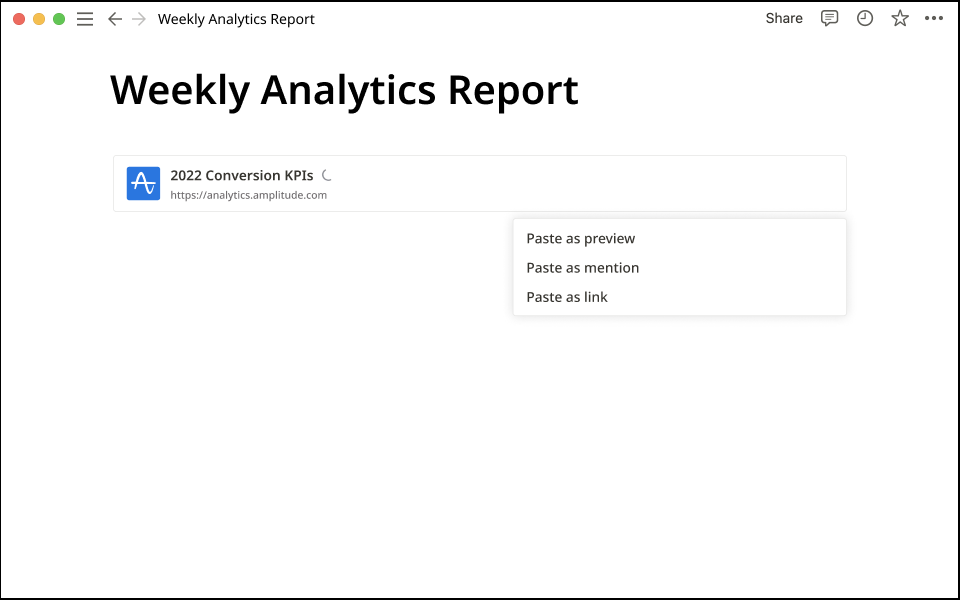 Weekly Analytics Report
Share
Weekly Analytics Report
2022 Conversion KPIs
https://analytics.amplitude.com
Paste as preview
Paste as mention
Paste as link